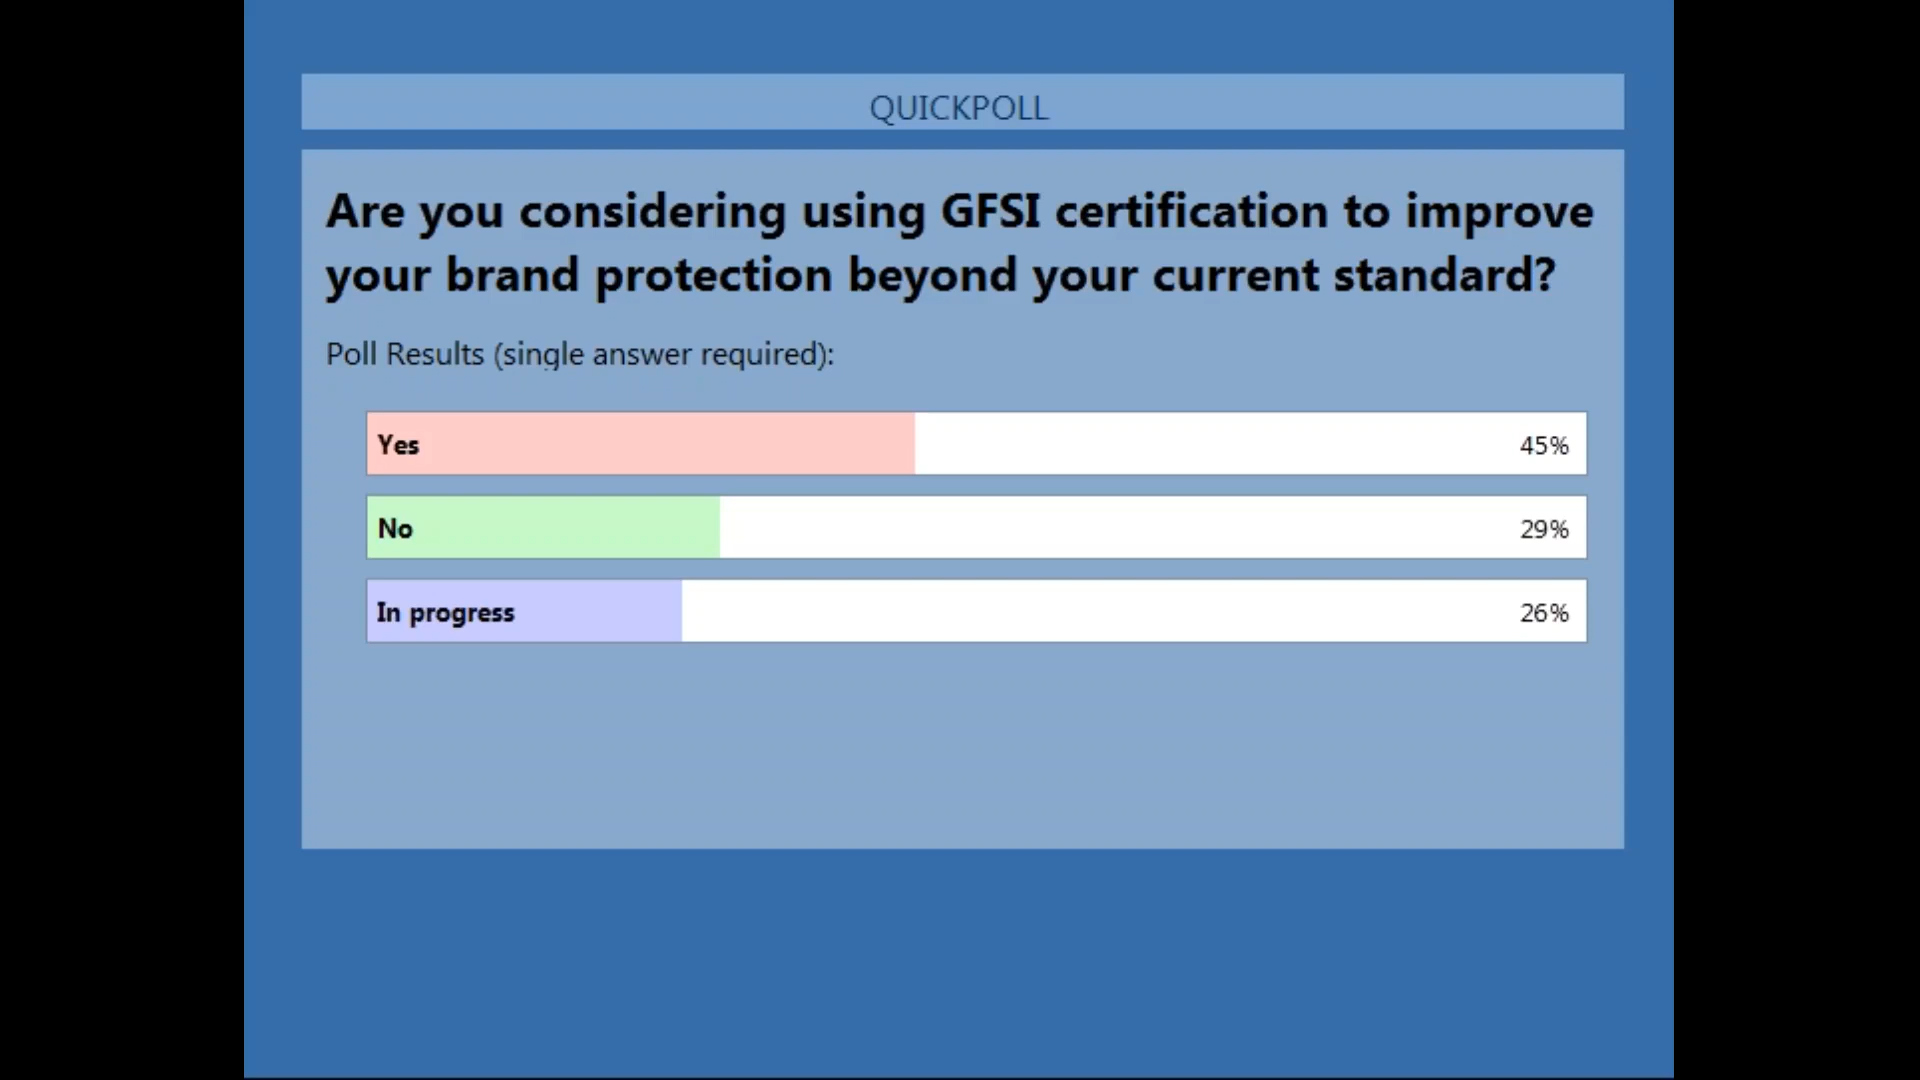 QUICKPOLL
Are you considering using GFSI certification to improve
your brand protection beyond your current standard?
Poll Results (single answer required):
Yes 45%
No 29%
In progress 26%